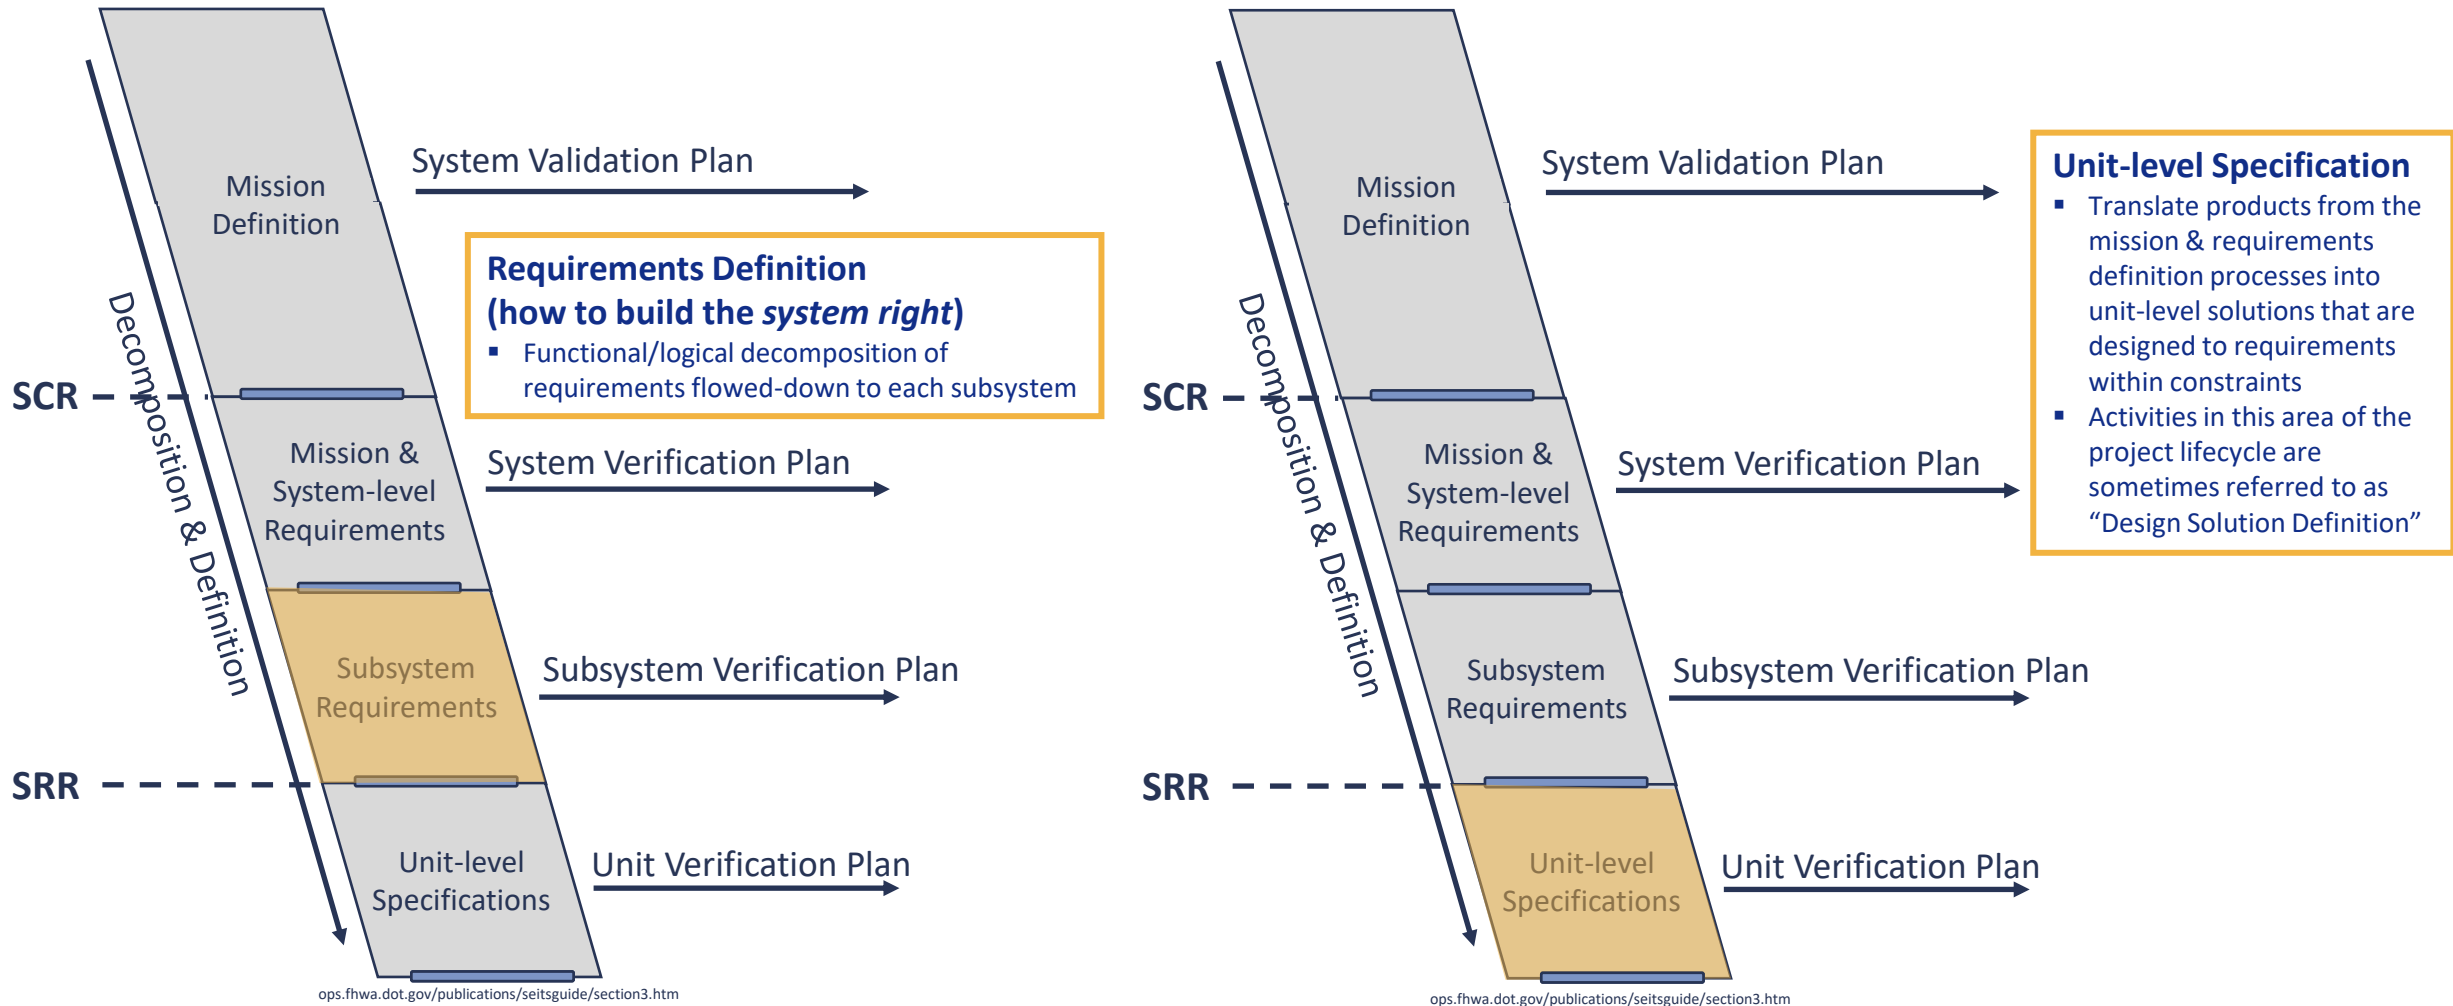 System Validation Plan
Mission
Definition
Requirements Definition
(how to build the system right)
▪ Functional/logical decomposition of
requirements flowed-down to each subsystem
Decomposition & Definition
SCR
Mission &
System-level
Requirements
System Verification Plan
Subsystem
Requirements
Subsystem Verification Plan
SRR
Unit-level
Specifications
Unit Verification Plan
ops.fhwa.dot.gov/publications/seitsguide/section3.htm
System Validation Plan
Mission
Definition
Unit-level Specification
▪ Translate products from the
mission & requirements
definition processes into
unit-level solutions that are
designed to requirements
within constraints
▪ Activities in this area of the
project lifecycle are
sometimes referred to as
“Design Solution Definition”
Decomposition & Definition
SCR
Mission &
System-level
Requirements
System Verification Plan
Subsystem
Requirements
Subsystem Verification Plan
SRR
Unit-level
Specifications
Unit Verification Plan
ops.fhwa.dot.gov/publications/seitsguide/section3.htm